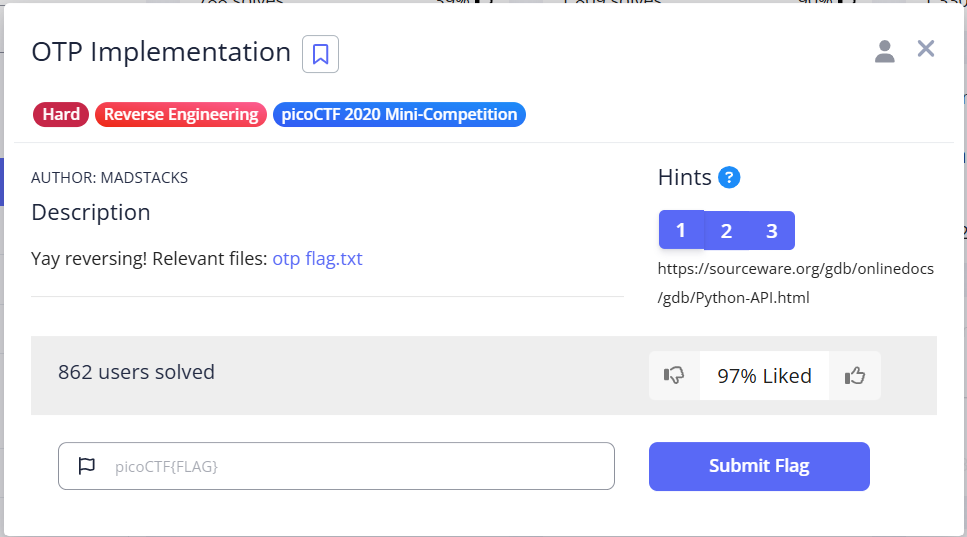 OTP Implementation
Hard Reverse Engineering picoCTF 2020 Mini-Competition
AUTHOR: MADSTACKS
Description
Yay reversing! Relevant files: otp flag.txt
Hints ?
1 2 3
https://sourceware.org/gdb/onlinedocs
/gdb/Python-API.html
862 users solved
97% Liked
picoCTF{FLAG}
Submit Flag